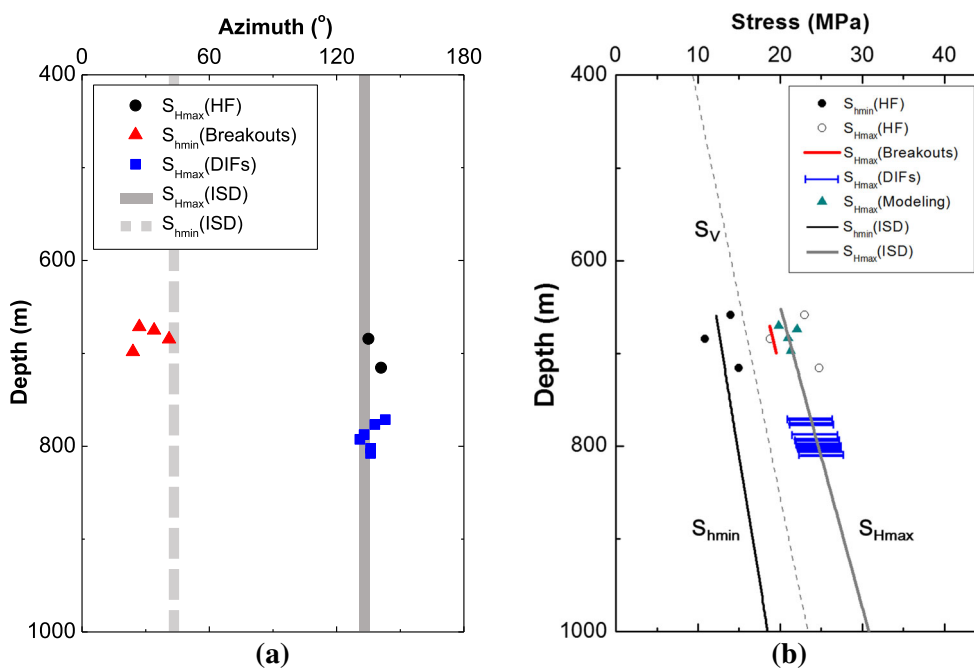 Azimuth (°)
0 60 120 180
400
600
800
1000
Depth (m)
S_Hmax(HF)
S_hmin(Breakouts)
S_Hmax(DIFs)
S_Hmax(ISD)
S_hmin(ISD)
(a)
Stress (MPa)
0 10 20 30 40
400
600
800
1000
Depth (m)
S_hmin(HF)
S_Hmax(HF)
S_Hmax(Breakouts)
S_Hmax(DIFs)
S_Hmax(Modeling)
S_hmin(ISD)
S_Hmax(ISD)
S_V
S_hmin
S_Hmax
(b)